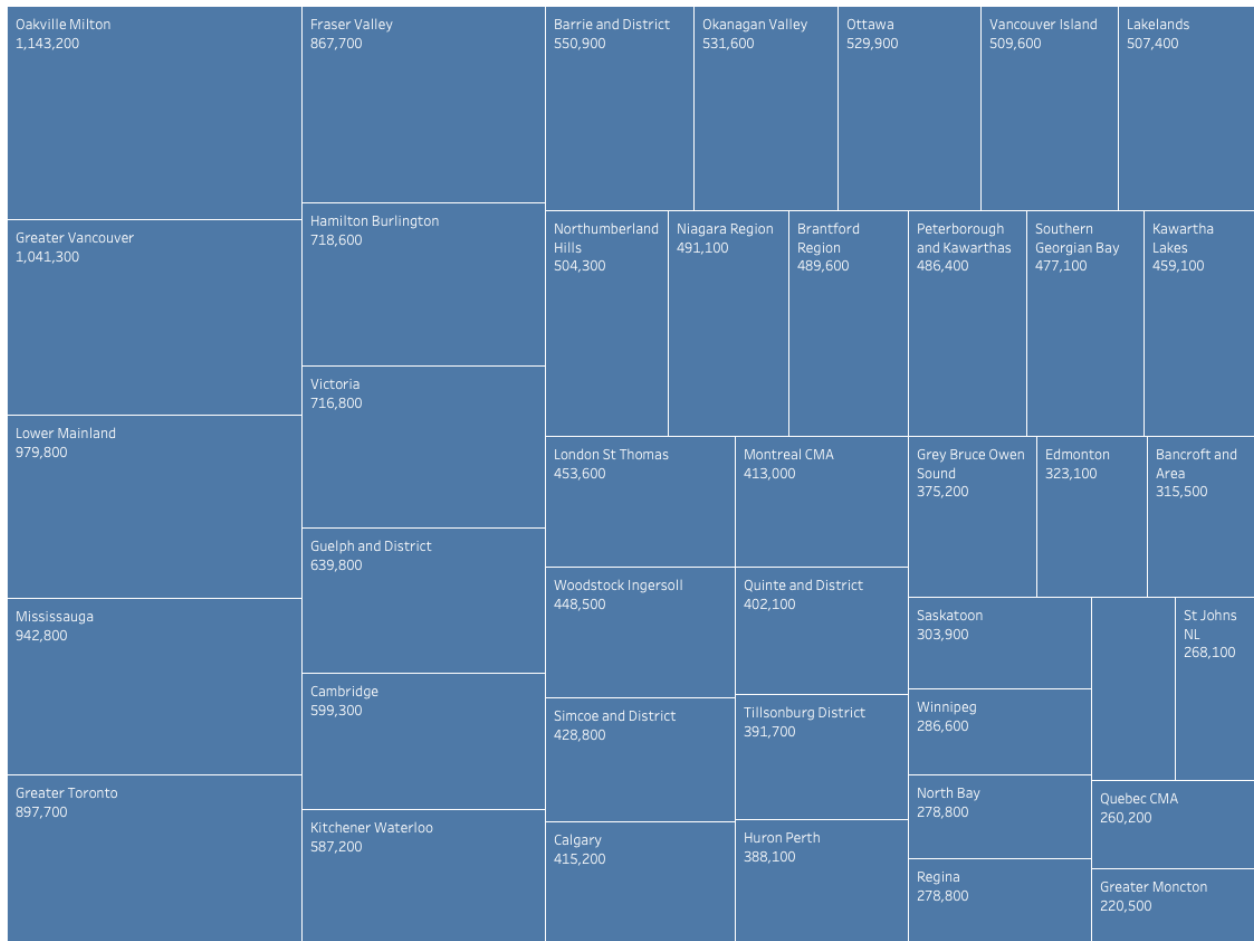 Oakville Milton
1,143,200
Greater Vancouver
1,041,300
Lower Mainland
979,800
Mississauga
942,800
Greater Toronto
897,700
Fraser Valley
867,700
Hamilton Burlington
718,600
Victoria
716,800
Guelph and District
639,800
Cambridge
599,300
Kitchener Waterloo
587,200
Barrie and District
550,900
Okanagan Valley
531,600
Ottawa
529,900
Vancouver Island
509,600
Lakelands
507,400
Northumberland
Hills
504,300
Niagara Region
491,100
Brantford
Region
489,600
Peterborough
and Kawarthas
486,400
Southern
Georgian Bay
477,100
Kawartha
Lakes
459,100
London St Thomas
453,600
Woodstock Ingersoll
448,500
Simcoe and District
428,800
Calgary
415,200
Montreal CMA
413,000
Quinte and District
402,100
Tillsonburg District
391,700
Huron Perth
388,100
Grey Bruce Owen
Sound
375,200
Edmonton
323,100
Bancroft and
Area
315,500
Saskatoon
303,900
Winnipeg
286,600
North Bay
278,800
Regina
278,800
St Johns
NL
268,100
Quebec CMA
260,200
Greater Moncton
220,500